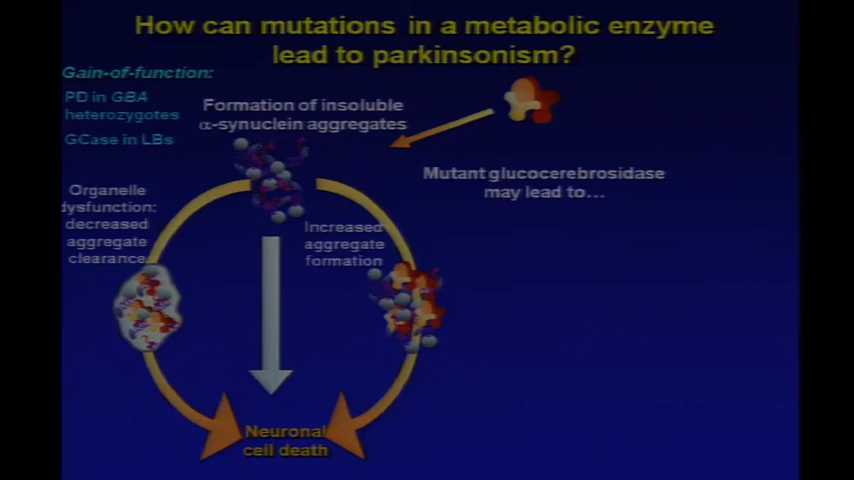 How can mutations in a metabolic enzyme
lead to parkinsonism?
Gain-of-function:
PD in GBA
heterozygotes
GCase in LBs
Formation of insoluble
α-synuclein aggregates
Mutant glucocerebrosidase
may lead to…
Organelle
dysfunction:
decreased
aggregate
clearance
Increased
aggregate
formation
Neuronal
cell death